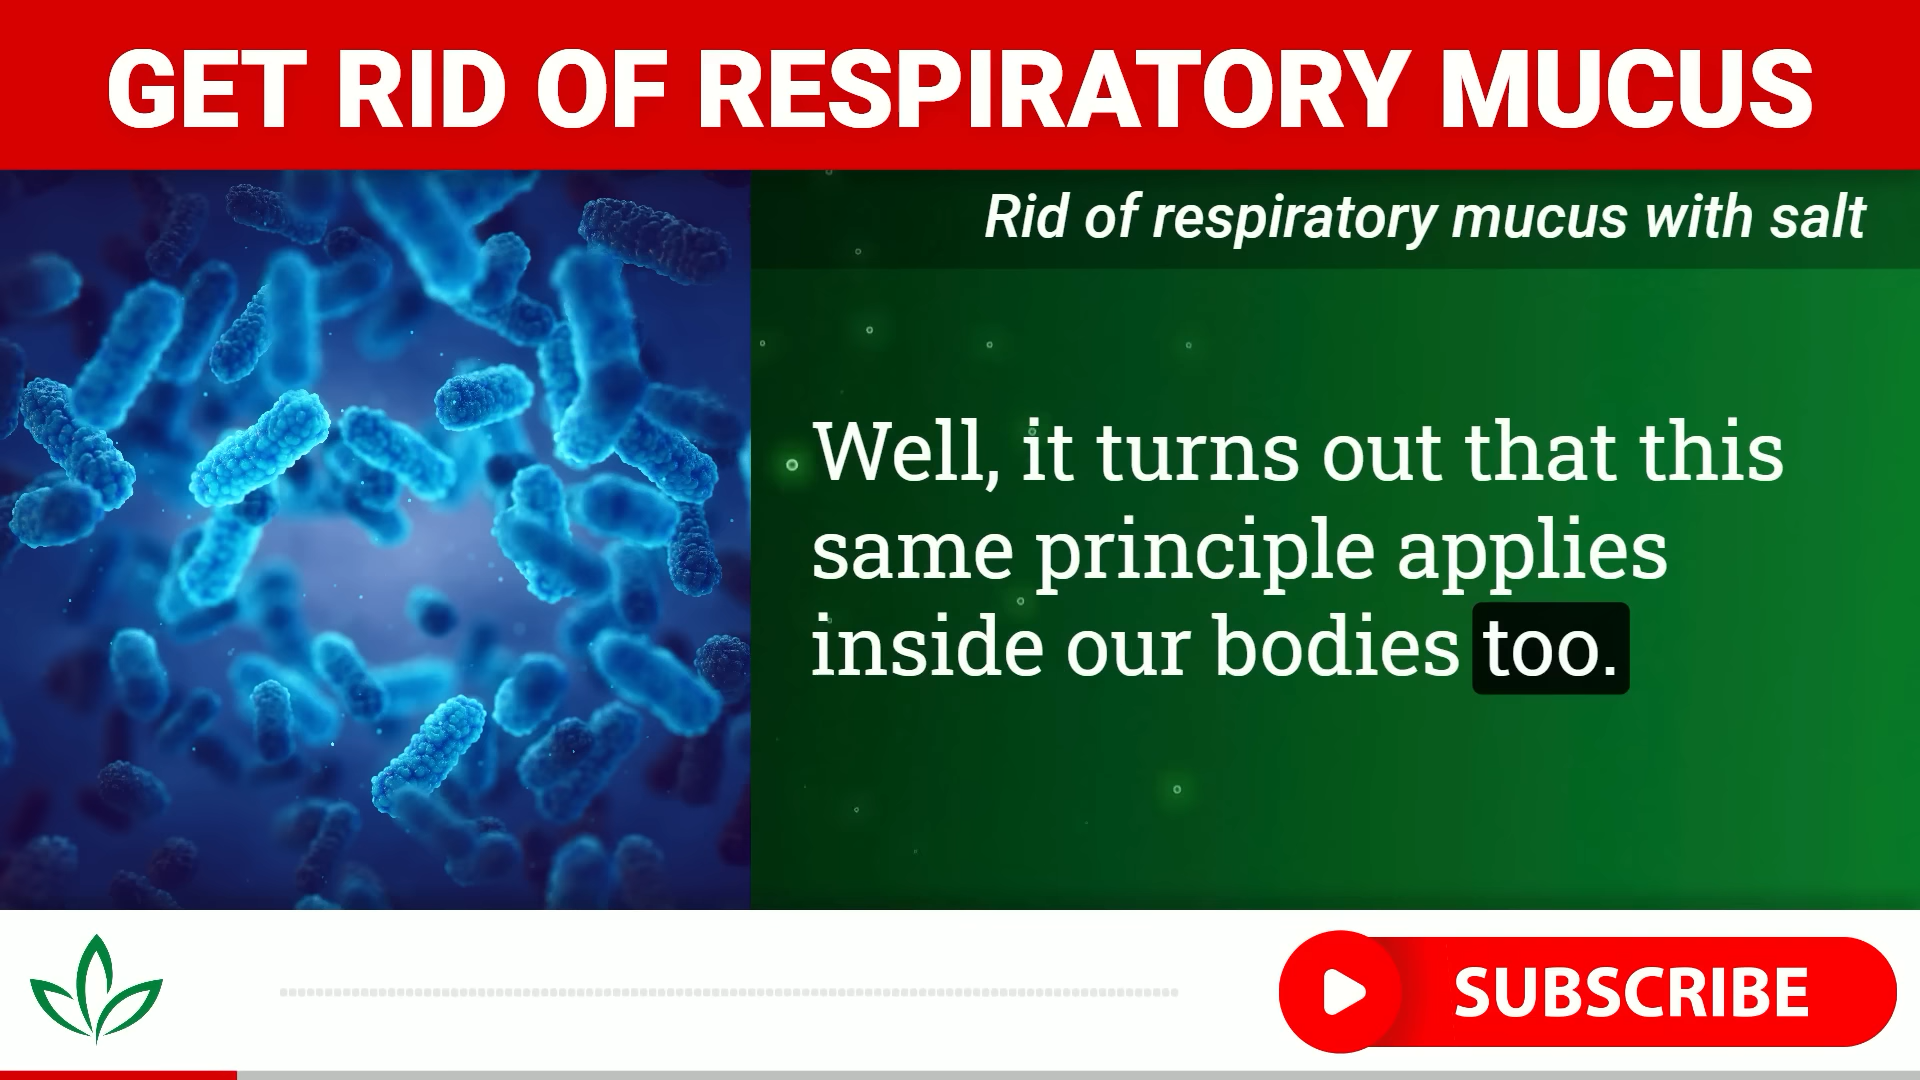 GET RID OF RESPIRATORY MUCUS
Rid of respiratory mucus with salt
Well, it turns out that this
same principle applies
inside our bodies too.
SUBSCRIBE